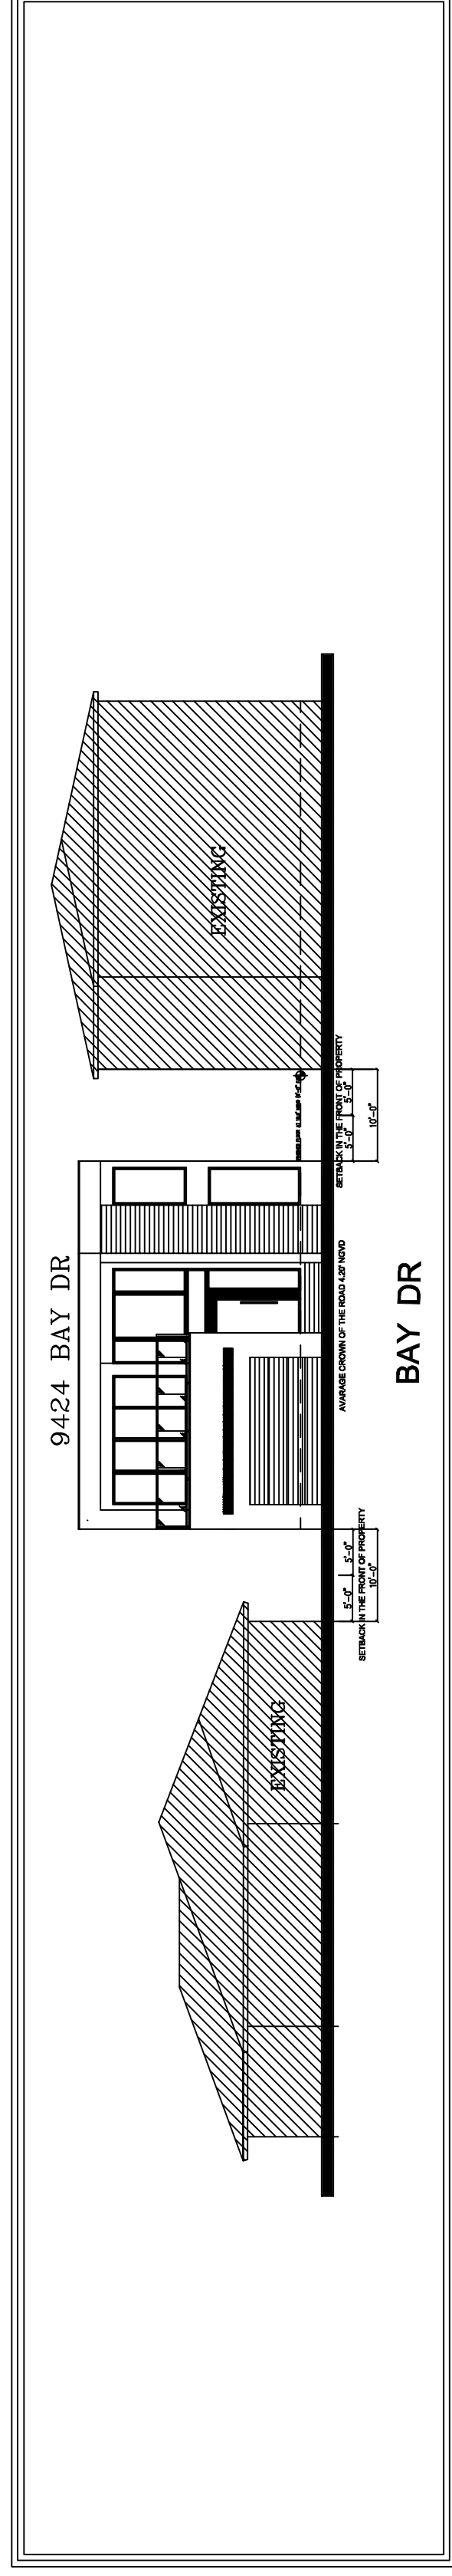 9424 BAY DR
EXISTING
EXISTING
5'-0" 5'-0"
10'-0"
SETBACK IN THE FRONT OF PROPERTY
AVARAGE CROWN OF THE ROAD 4.20' NGVD
SETBACK IN THE FRONT OF PROPERTY
5'-0" 5'-0"
10'-0"
BAY DR